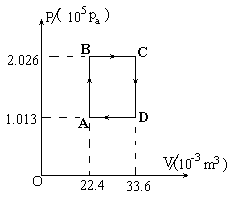 P/( 10⁵pₐ )
B C
2.026
1.013
A D
O
22.4 33.6
V/(10⁻³ m³)